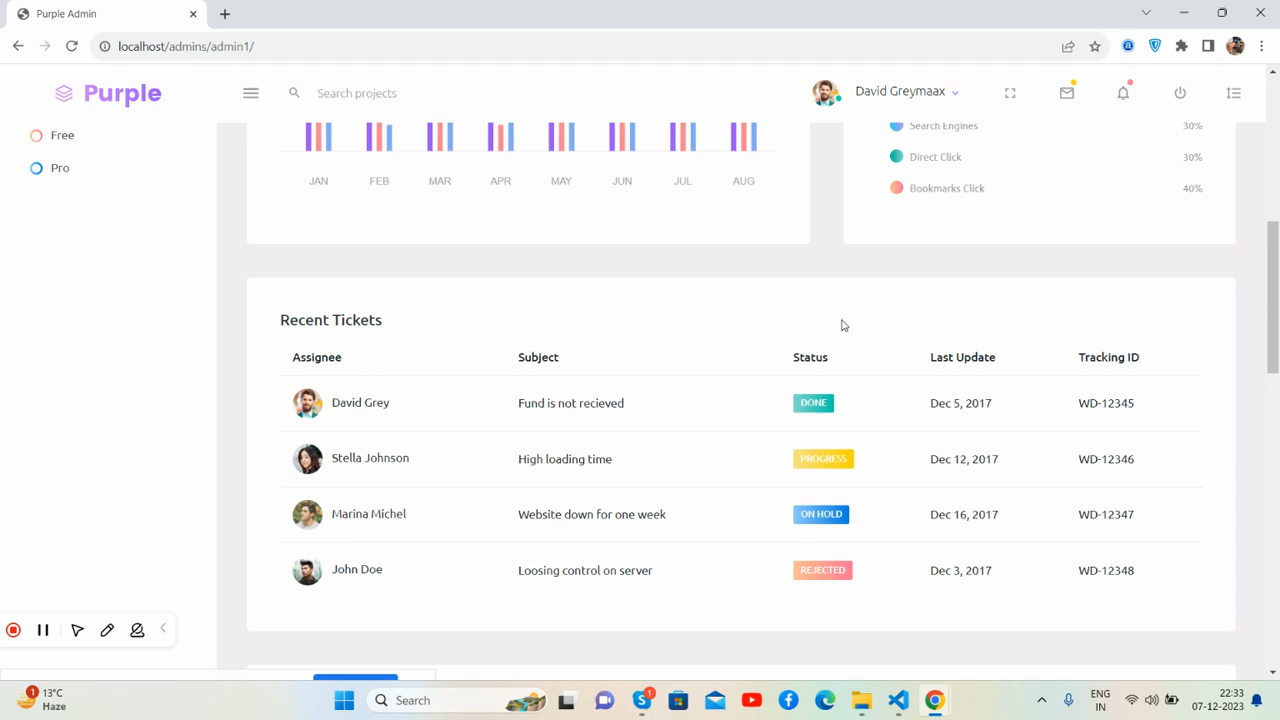 Purple Admin
localhost/admins/admin1/
Purple
Search projects
David Greymaax
Free
Pro
JAN FEB MAR APR MAY JUN JUL AUG
Search Engines 30%
Direct Click 30%
Bookmarks Click 40%
Recent Tickets
Assignee Subject Status Last Update Tracking ID
David Grey Fund is not recieved DONE Dec 5, 2017 WD-12345
Stella Johnson High loading time PROGRESS Dec 12, 2017 WD-12346
Marina Michel Website down for one week ON HOLD Dec 16, 2017 WD-12347
John Doe Loosing control on server REJECTED Dec 3, 2017 WD-12348
1
13°C
Haze
Search
1
ENG
IN
22:33
07-12-2023